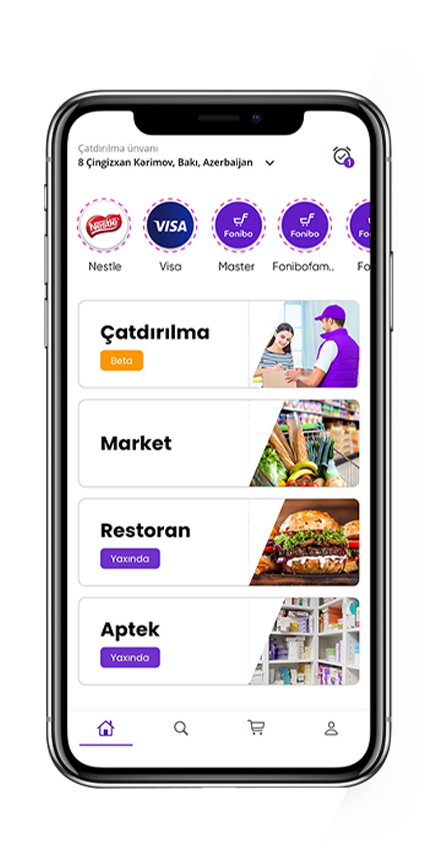 Çatdırılma ünvanı
8 Çingizxan Kərimov, Bakı, Azerbaijan
1
Nestle
VISA
Fonibo
Fonibo
Nestle
Visa
Master
Fonibofam..
Fo
Çatdırılma
Beta
Market
Restoran
Yaxında
Aptek
Yaxında